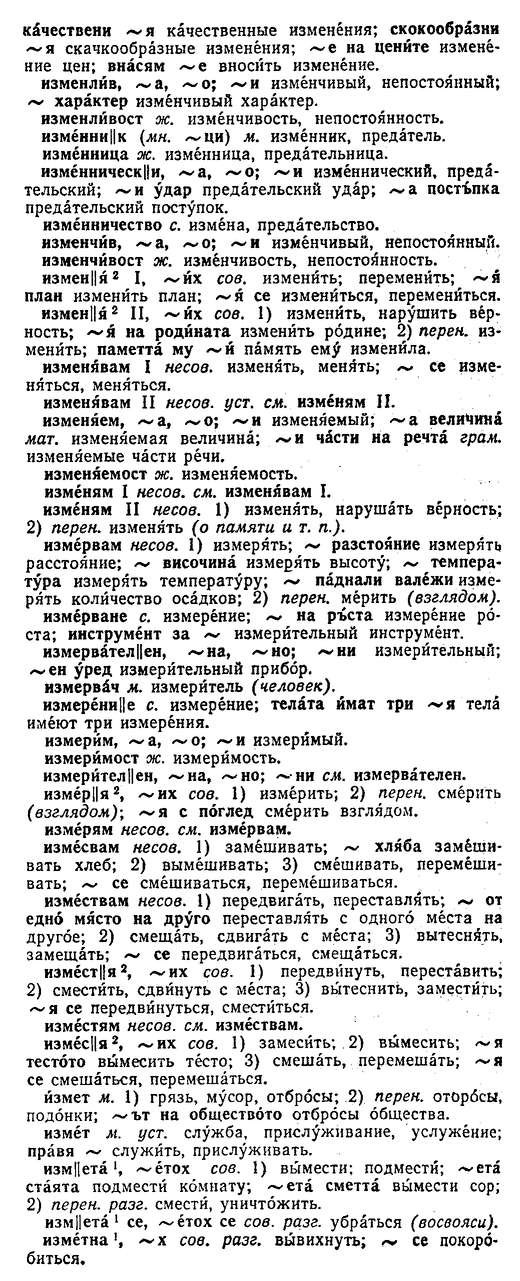 ка́чествени ~я ка́чественные измене́ния; скокообра́зни
~я скачкообра́зные измене́ния; ~е на це́ните измене́-
ние цен; вна́сям ~е вноси́ть измене́ние.
измѐнли́в, ~а, ~о; ~и изме́нчивый, непостоя́нный;
~ хара́ктер изме́нчивый хара́ктер.
изменли́вост ж. изме́нчивость, непостоя́нность.
изме́нни||к (мн. ~ци) м. изме́нник, преда́тель.
изме́нница ж. изме́нница, преда́тельница.
изме́ннически, ~а, ~о; ~и изме́ннический, преда́-
тельский; ~и у́дар преда́тельский уда́р; ~а постъ́пка
преда́тельский посту́пок.
изме́нничество с. изме́на, преда́тельство.
изменчи́в, ~а, ~о; ~и изме́нчивый, непостоя́нный.
изменчи́вост ж. изме́нчивость, непостоя́нность.
измен||я́² I, ~и́х сов. измени́ть; перемени́ть; ~я́
план измени́ть план; ~я́ се измени́ться, перемени́ться.
измен||я́² II, ~и́х сов. 1) измени́ть, нару́шить ве́р-
ность; ~я́ на роди́ната измени́ть ро́дине; 2) перен. из-
мени́ть; паметта́ му ~и́ па́мять ему́ измени́ла.
изменя́вам I несов. изменя́ть, меня́ть; ~ се изме-
ня́ться, меня́ться.
изменя́вам II несов. уст. см. изме́ням II.
изменя́ем, ~а, ~о; ~и изменя́емый; ~а величина́
мат. изменя́емая величина́; ~и ча́сти на речта́ грам.
изменя́емые ча́сти ре́чи.
изменя́емост ж. изменя́емость.
изме́ням I несов. см. изменя́вам I.
изме́ням II несов. 1) изменя́ть, наруша́ть ве́рность;
2) перен. изменя́ть (о памяти и т. п.).
изме́рвам несов. 1) измеря́ть; ~ разстоя́ние измеря́ть
расстоя́ние; ~ височина́ измеря́ть высоту́; ~ темпера-
ту́ра измеря́ть температу́ру; ~ па́днали валежи́ изме-
ря́ть коли́чество оса́дков; 2) перен. ме́рить (взглядом).
изме́рване с. измере́ние; ~ на ръ́ста измере́ние ро́-
ста; инструме́нт за ~ измери́тельный инструме́нт.
измерва́тел||ен, ~на, ~но; ~ни измери́тельный;
~ен у́ред измери́тельный прибо́р.
измерва́ч м. измери́тель (человек).
измере́ни||е с. измере́ние; тела́та и́мат три ~я тела́
име́ют три измере́ния.
измери́м, ~а, ~о; ~и измери́мый.
измери́мост ж. измери́мость.
измери́тел||ен, ~на, ~но; ~ни см. измерва́телен.
изме́р||я², ~их сов. 1) изме́рить; 2) перен. сме́рить
(взглядом); ~я с по́глед сме́рить взгля́дом.
изме́рям несов. см. изме́рвам.
изме́свам несов. 1) заме́шивать; ~ хля́ба заме́ши-
вать хлеб; 2) выме́шивать; 3) сме́шивать, переме́ши-
вать; ~ се сме́шиваться, переме́шиваться.
изме́ствам несов. 1) передвига́ть, переставля́ть; ~ от
едно́ мя́сто на дру́го переставля́ть с одного́ ме́ста на
друго́е; 2) смеща́ть, сдвига́ть с ме́ста; 3) вытесня́ть,
замеща́ть; ~ се передвига́ться, смеща́ться.
изме́ст||я², ~их сов. 1) передви́нуть, переста́вить;
2) смести́ть, сдви́нуть с ме́ста; 3) вы́теснить, замести́ть;
~я се передви́нуться, смести́ться.
изме́стям несов. см. изме́ствам.
изме́с||я², ~их сов. 1) замеси́ть; 2) вы́месить; ~я
тесто́то вы́месить те́сто; 3) смеша́ть, перемеша́ть; ~я
се смеша́ться, перемеша́ться.
и́змет м. 1) грязь, му́сор, отбро́сы; 2) перен. отбро́сы,
подо́нки; ~ът на о́бществото отбро́сы о́бщества.
изме́т м. уст. слу́жба, прислу́живание, услуже́ние;
пра́вя ~ служи́ть, прислу́живать.
изм||ета́¹, ~е́тох сов. 1) вы́мести; подмести́; ~ета́
ста́ята подмести́ ко́мнату; ~ета́ сметта́ вы́мести сор;
2) перен. разг. смести́, уничто́жить.
изм||ета́¹ се, ~е́тох се сов. разг. убра́ться (восвояси).
изме́тна¹, ~х сов. разг. вы́вихнуть; ~ се покоро́-
биться.